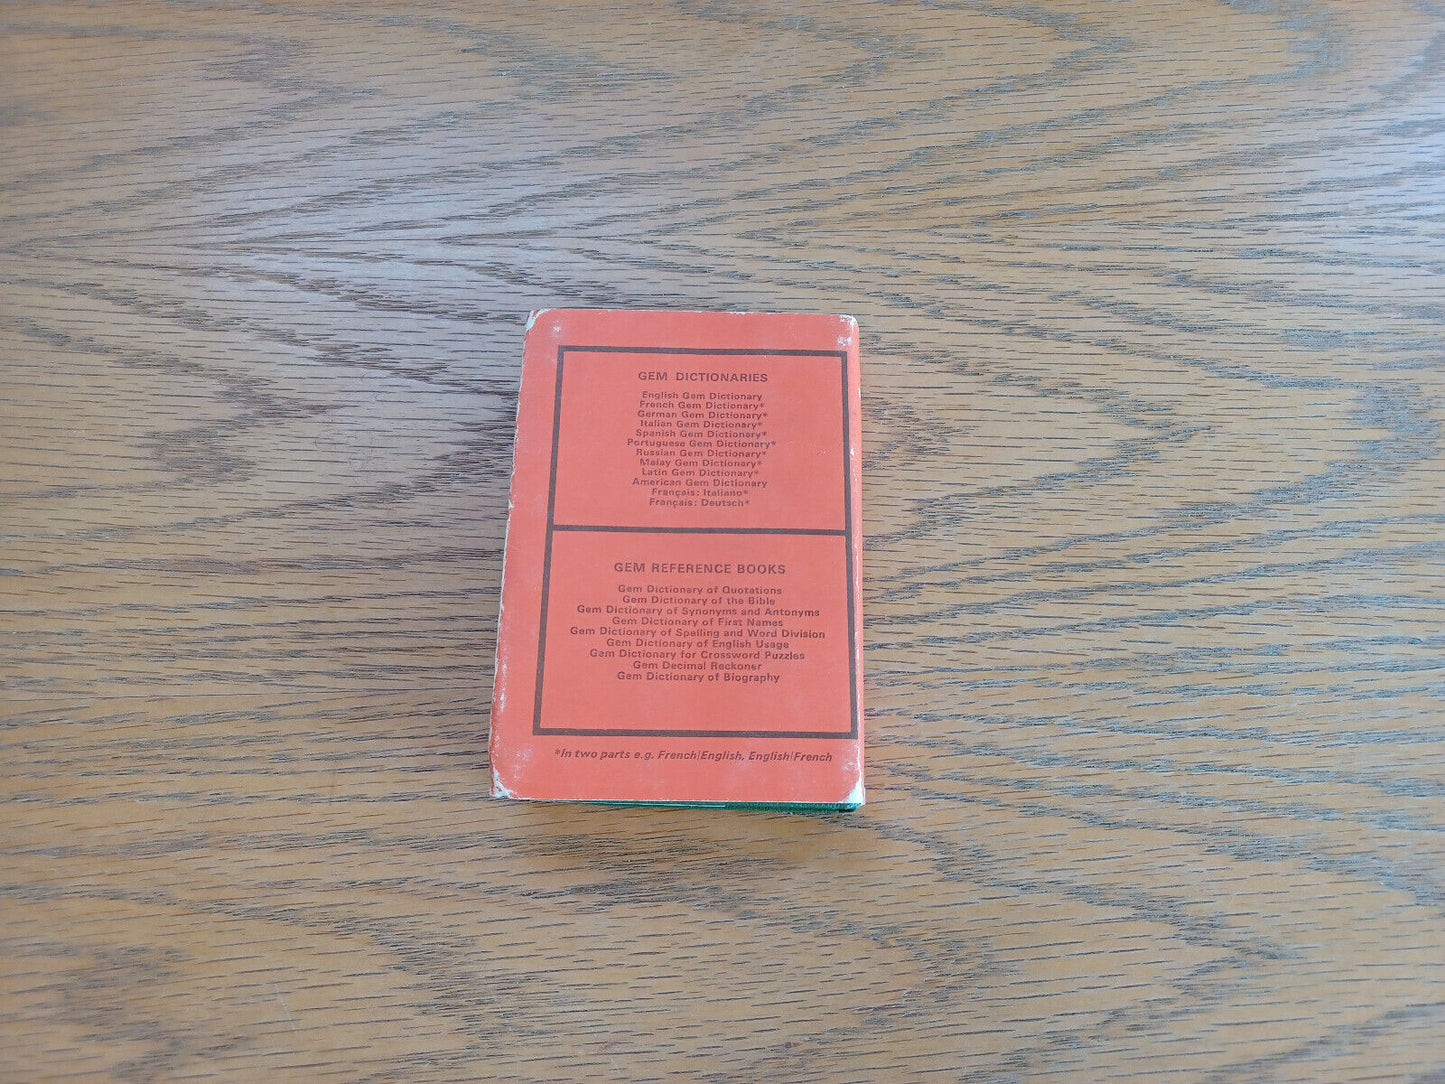 GEM DICTIONARIES
English Gem Dictionary
French Gem Dictionary*
German Gem Dictionary*
Italian Gem Dictionary*
Spanish Gem Dictionary*
Portuguese Gem Dictionary*
Russian Gem Dictionary*
Malay Gem Dictionary*
Latin Gem Dictionary*
American Gem Dictionary
Français: Italiano*
Français: Deutsch*
GEM REFERENCE BOOKS
Gem Dictionary of Quotations
Gem Dictionary of the Bible
Gem Dictionary of Synonyms and Antonyms
Gem Dictionary of First Names
Gem Dictionary of Spelling and Word Division
Gem Dictionary of English Usage
Gem Dictionary for Crossword Puzzles
Gem Decimal Reckoner
Gem Dictionary of Biography
*In two parts e.g. French/English, English/French